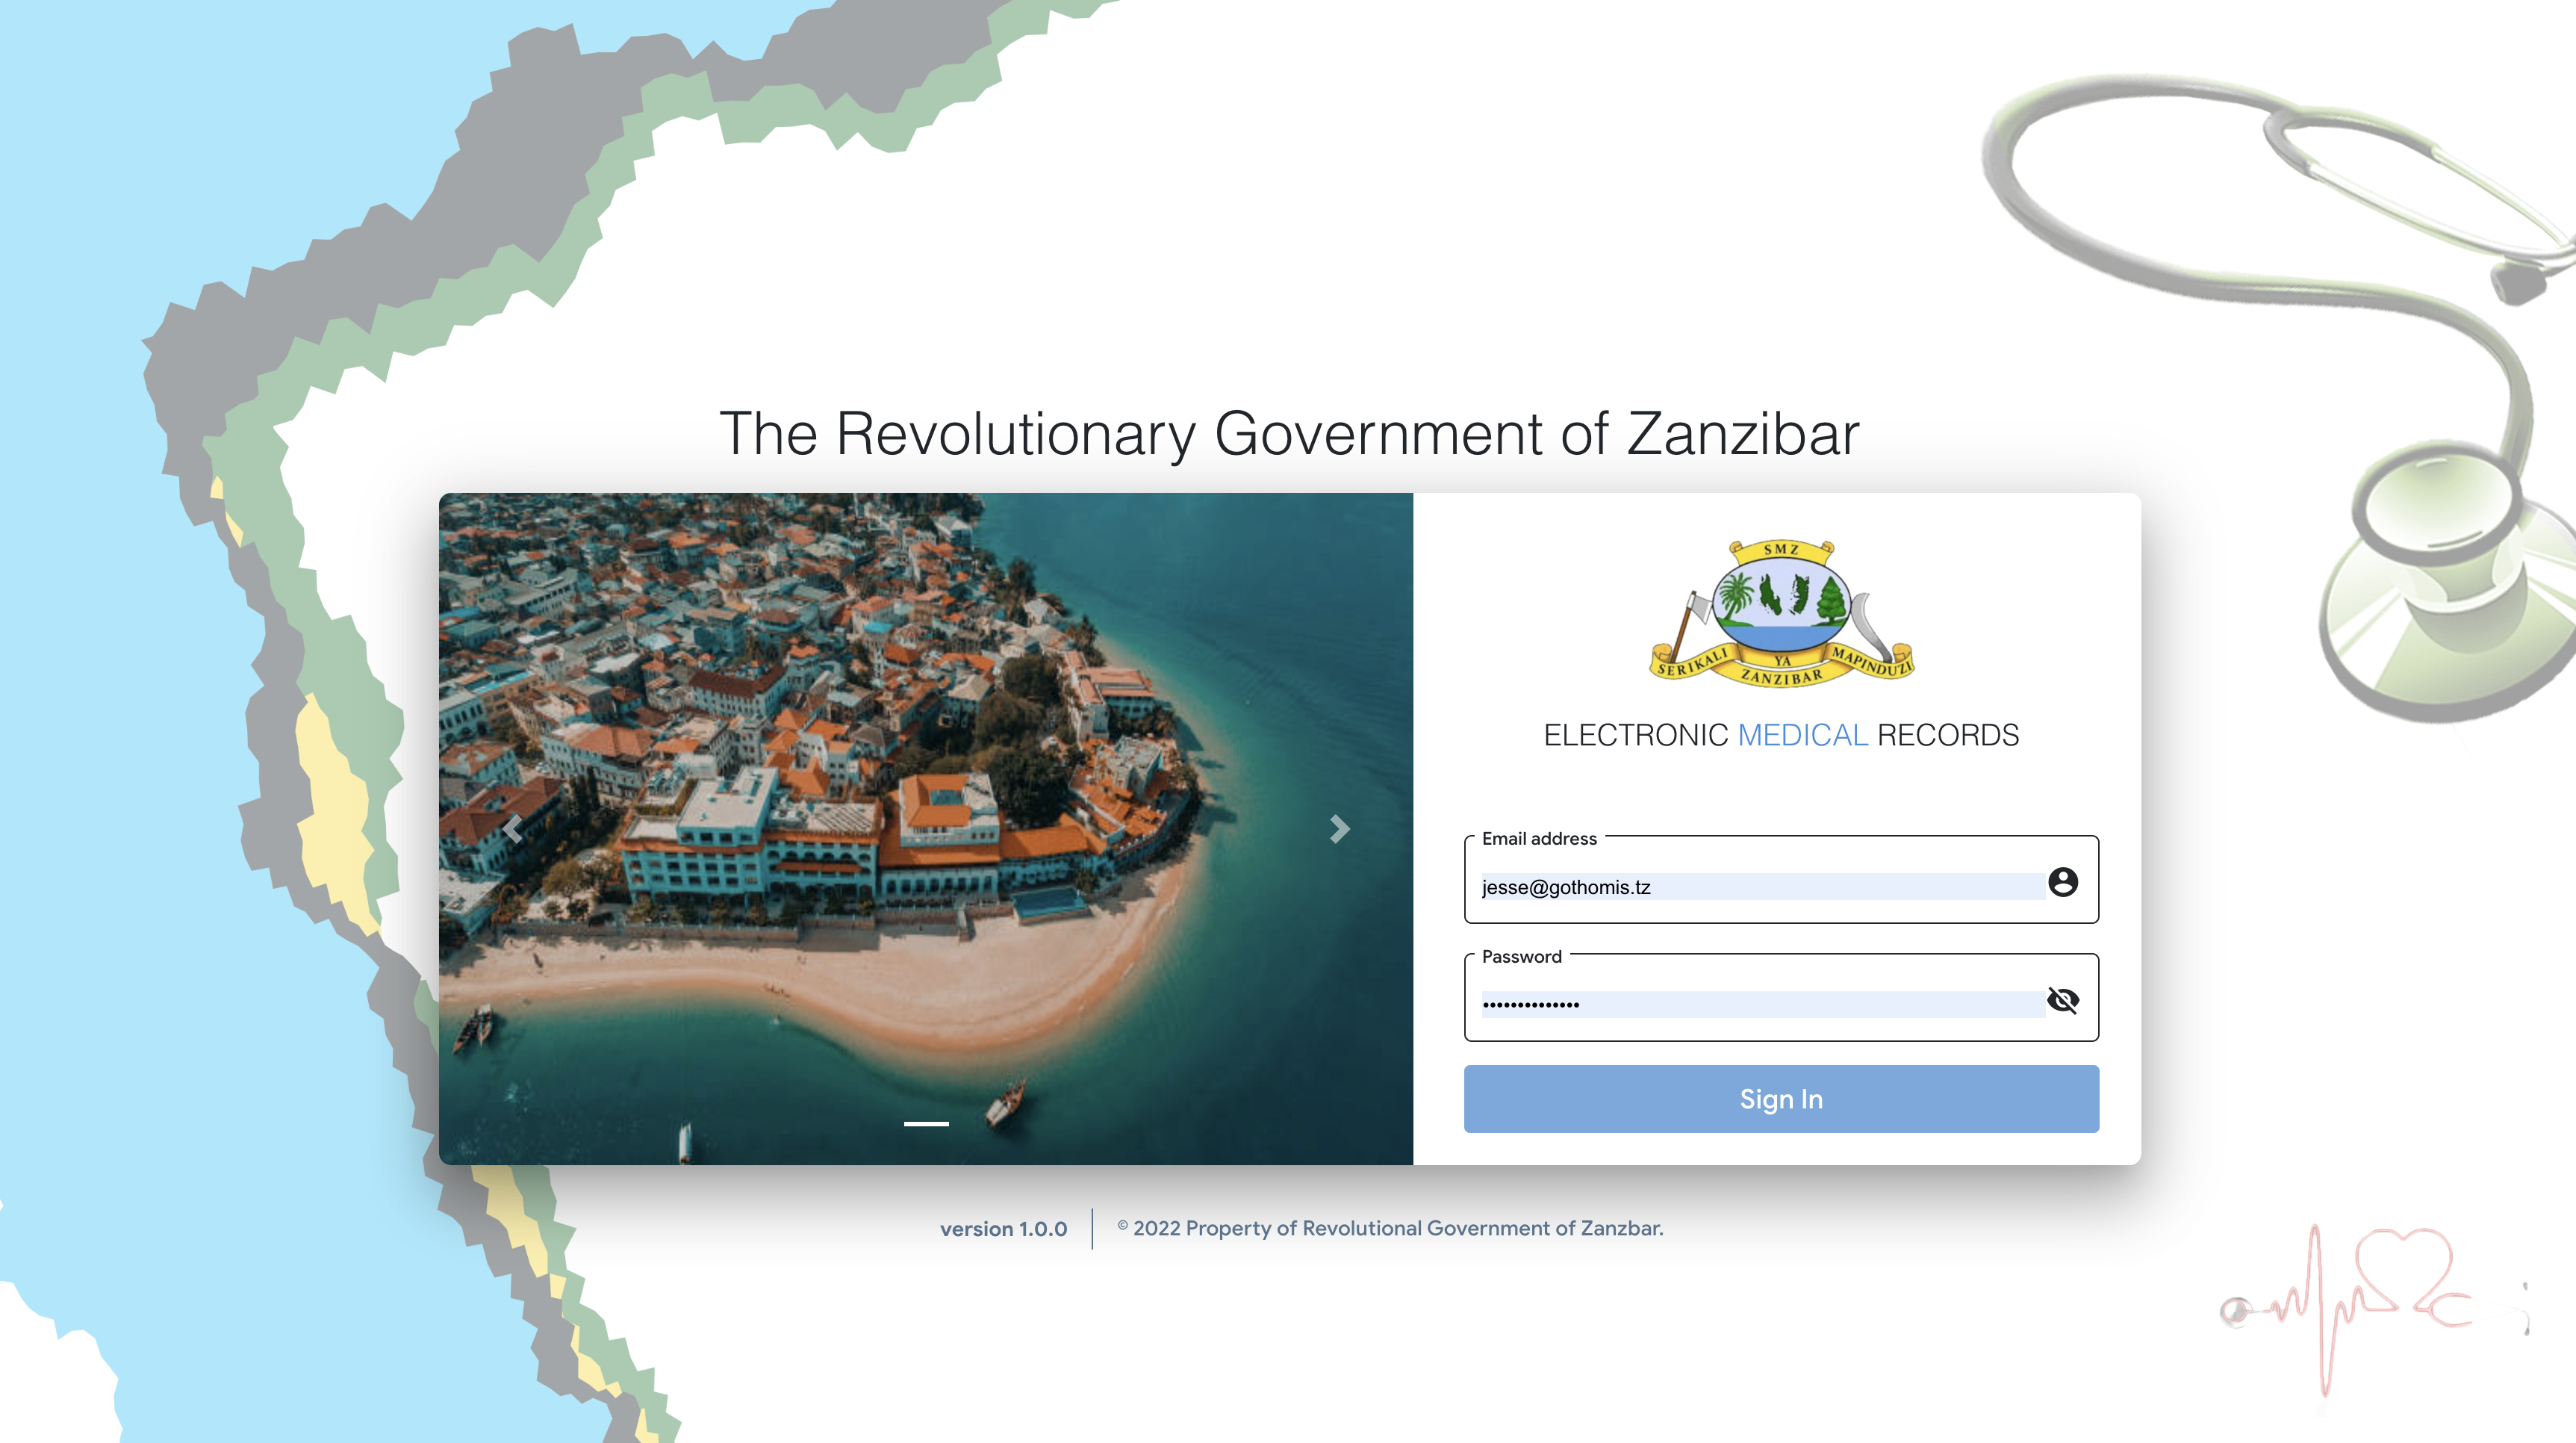 The Revolutionary Government of Zanzibar
SMZ
SERIKALI YA MAPINDUZI
ZANZIBAR
ELECTRONIC MEDICAL RECORDS
Email address
jesse@gothomis.tz
Password
••••••••••••••
Sign In
version 1.0.0
© 2022 Property of Revolutional Government of Zanzbar.